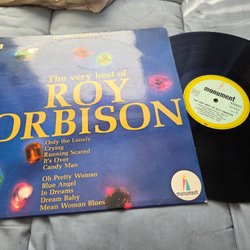 The very best of
ROY
ORBISON
Only the Lonely
Crying
Running Scared
It's Over
Candy Man
Oh Pretty Woman
Blue Angel
In Dreams
Dream Baby
Mean Woman Blues
monument
monument